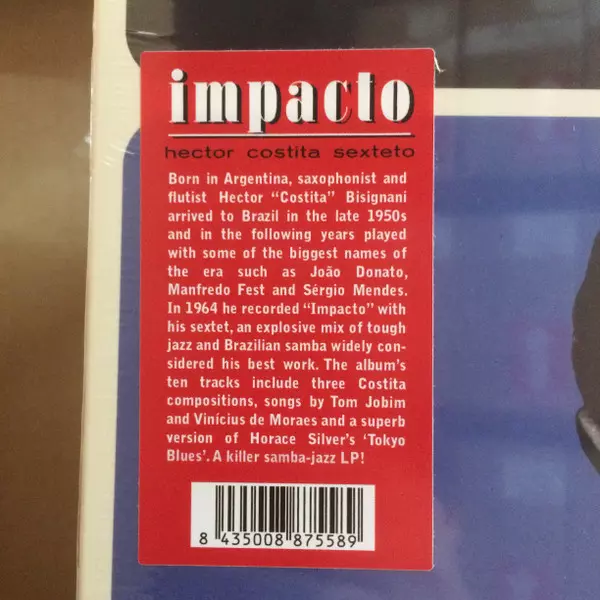 impacto
hector costita sexteto
Born in Argentina, saxophonist and
flutist Hector “Costita” Bisignani
arrived to Brazil in the late 1950s
and in the following years played
with some of the biggest names of
the era such as João Donato,
Manfredo Fest and Sérgio Mendes.
In 1964 he recorded “Impacto” with
his sextet, an explosive mix of tough
jazz and Brazilian samba widely con-
sidered his best work. The album’s
ten tracks include three Costita
compositions, songs by Tom Jobim
and Vinícius de Moraes and a superb
version of Horace Silver’s ‘Tokyo
Blues’. A killer samba-jazz LP!
8 435008 875589